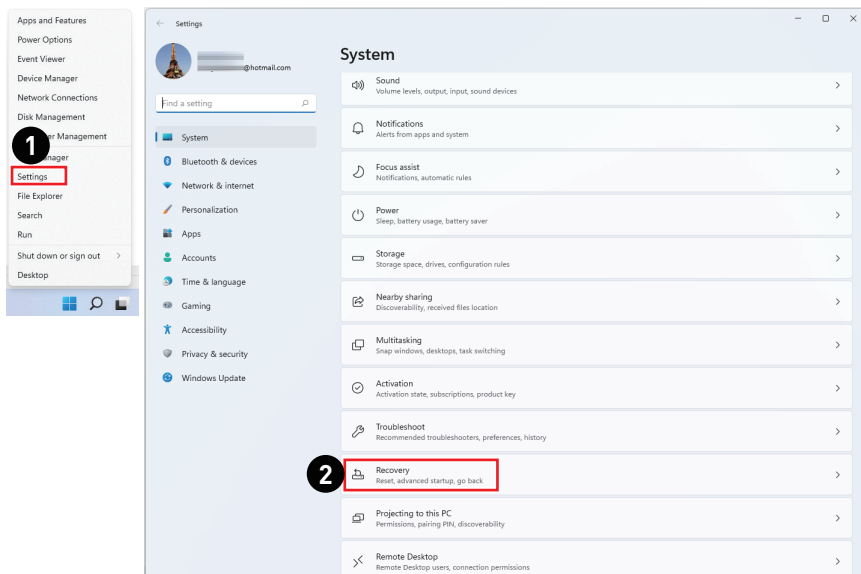 Apps and Features
Power Options
Event Viewer
Device Manager
Network Connections
Disk Management
Management
1
Settings
File Explorer
Search
Run
Shut down or sign out
Desktop
Settings
@hotmail.com
Find a setting
System
Bluetooth & devices
Network & internet
Personalization
Apps
Accounts
Time & language
Gaming
Accessibility
Privacy & security
Windows Update
System
Sound
Volume levels, output, input, sound devices
Notifications
Alerts from apps and system
Focus assist
Notifications, automatic rules
Power
Sleep, battery usage, battery saver
Storage
Storage space, drives, configuration rules
Nearby sharing
Discoverability, received files location
Multitasking
Snap windows, desktops, task switching
Activation
Activation state, subscriptions, product key
Troubleshoot
Recommended troubleshooters, preferences, history
2
Recovery
Reset, advanced startup, go back
Projecting to this PC
Permissions, pairing PIN, discoverability
Remote Desktop
Remote Desktop users, connection permissions